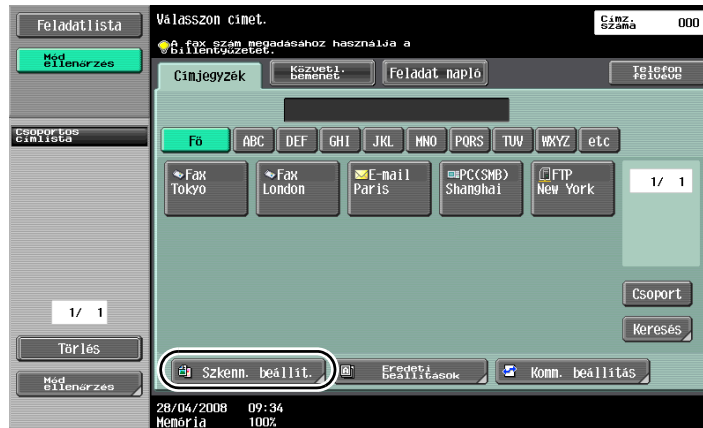 Feladatlista
Mód
ellenőrzés
Csoportos
címlista
1/ 1
Törlés
Mód
ellenőrzés
Válasszon címet.
A fax szám megadásához használja a
billentyűzetet.
Címz.
száma 000
Címjegyzék
Közvetl.
bemenet
Feladat napló
Telefon
felvéve
Fő ABC DEF GHI JKL MNO PQRS TUV WXYZ etc
Fax
Tokyo
Fax
London
E-mail
Paris
PC(SMB)
Shanghai
FTP
New York
1/ 1
Csoport
Keresés
Szkenn. beállít.
Eredeti
beállítások
Komm. beállítás
28/04/2008 09:34
Memória 100%